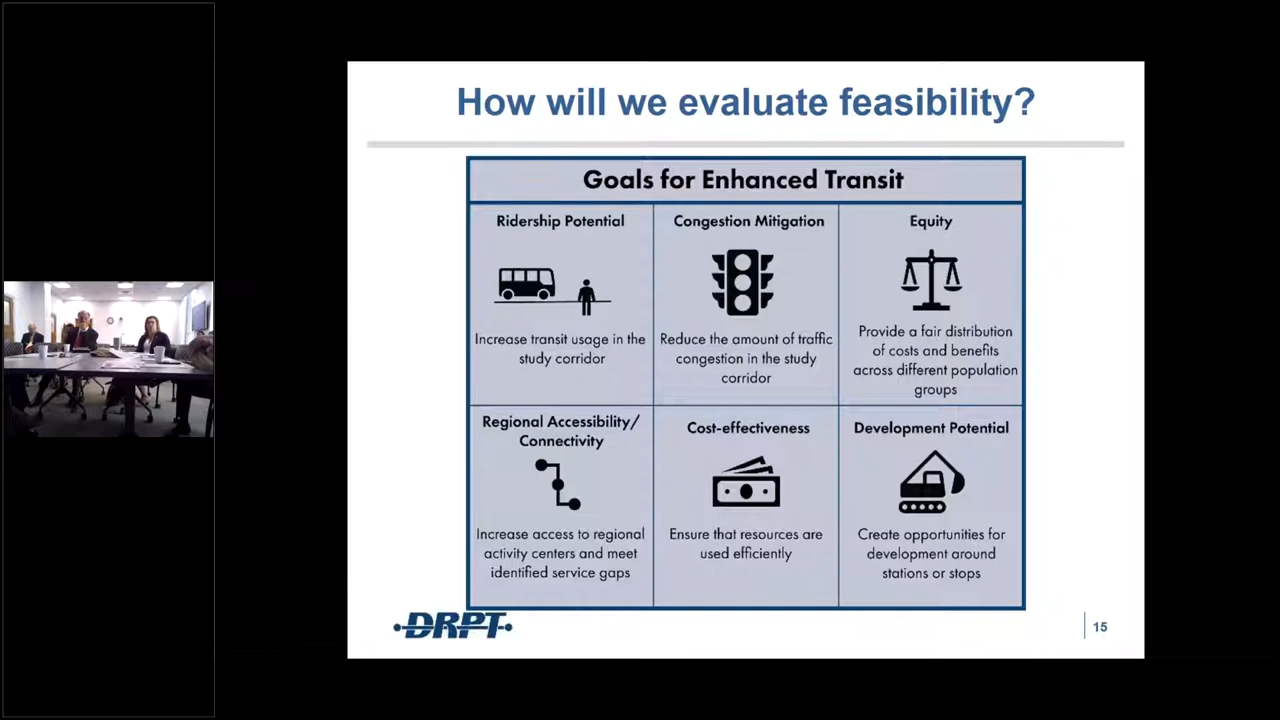 How will we evaluate feasibility?
Goals for Enhanced Transit
Ridership Potential
Increase transit usage in the
study corridor
Congestion Mitigation
Reduce the amount of traffic
congestion in the study
corridor
Equity
Provide a fair distribution
of costs and benefits
across different population
groups
Regional Accessibility/
Connectivity
Increase access to regional
activity centers and meet
identified service gaps
Cost-effectiveness
Ensure that resources are
used efficiently
Development Potential
Create opportunities for
development around
stations or stops
DRPT
15